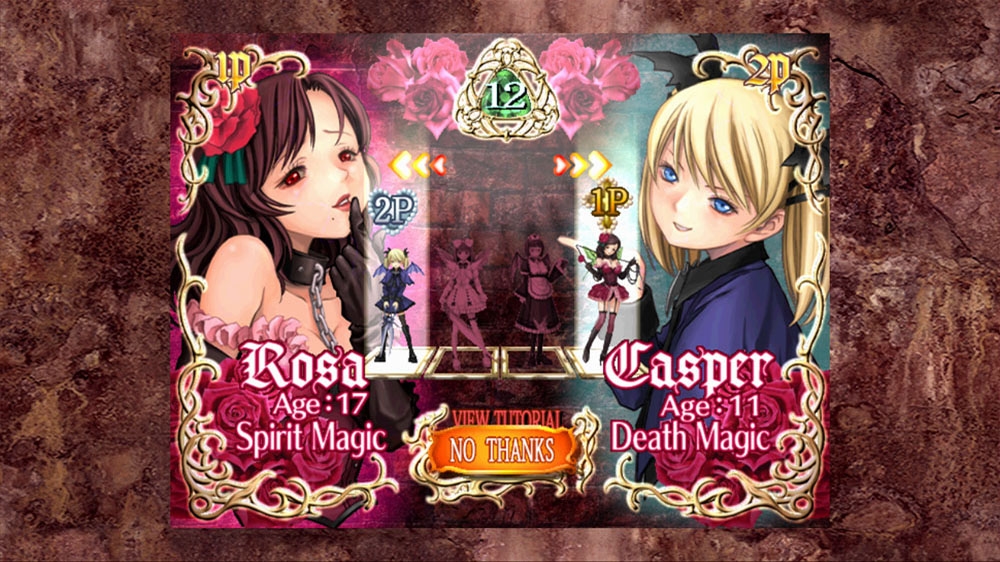 1P
12
2P
2P
1P
Rosa
Age:17
Spirit Magic
Casper
Age:11
Death Magic
VIEW TUTORIAL
NO THANKS